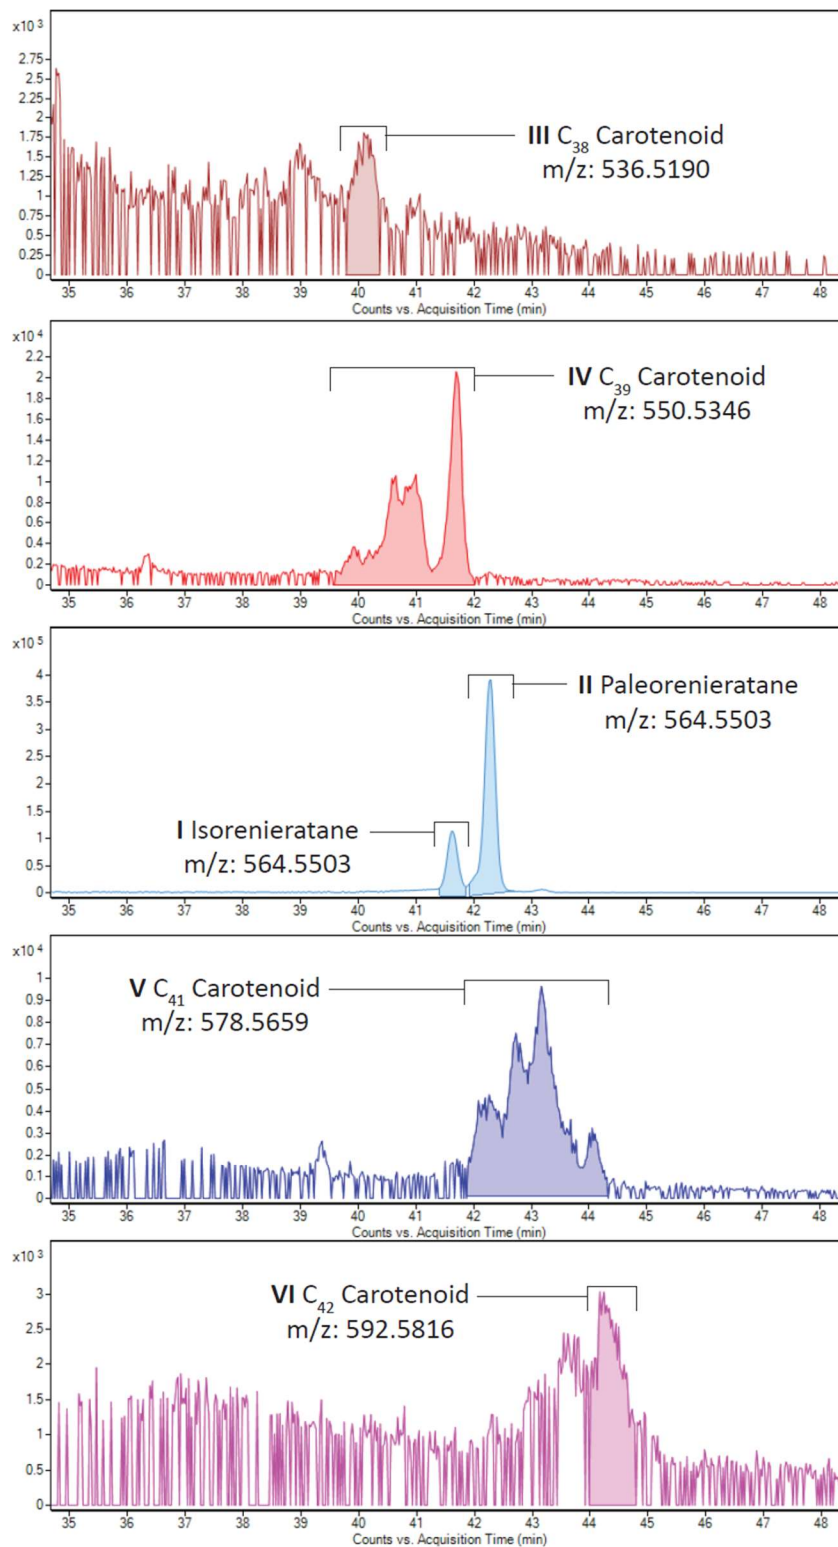 x10 3
2.75
2.5
2.25
2
1.75
1.5
1.25
1
0.75
0.5
0.25
0
III C38 Carotenoid
m/z: 536.5190
35 36 37 38 39 40 41 42 43 44 45 46 47 48
Counts vs. Acquisition Time (min)
x10 4
2.2
2
1.8
1.6
1.4
1.2
1
0.8
0.6
0.4
0.2
0
IV C39 Carotenoid
m/z: 550.5346
35 36 37 38 39 40 41 42 43 44 45 46 47 48
Counts vs. Acquisition Time (min)
x10 5
4
3.5
3
2.5
2
1.5
1
0.5
0
II Paleorenieratane
m/z: 564.5503
I Isorenieratane
m/z: 564.5503
35 36 37 38 39 40 41 42 43 44 45 46 47 48
Counts vs. Acquisition Time (min)
x10 4
1
0.9
0.8
0.7
0.6
0.5
0.4
0.3
0.2
0.1
0
V C41 Carotenoid
m/z: 578.5659
35 36 37 38 39 40 41 42 43 44 45 46 47 48
Counts vs. Acquisition Time (min)
x10 3
3
2.5
2
1.5
1
0.5
0
VI C42 Carotenoid
m/z: 592.5816
35 36 37 38 39 40 41 42 43 44 45 46 47 48
Counts vs. Acquisition Time (min)